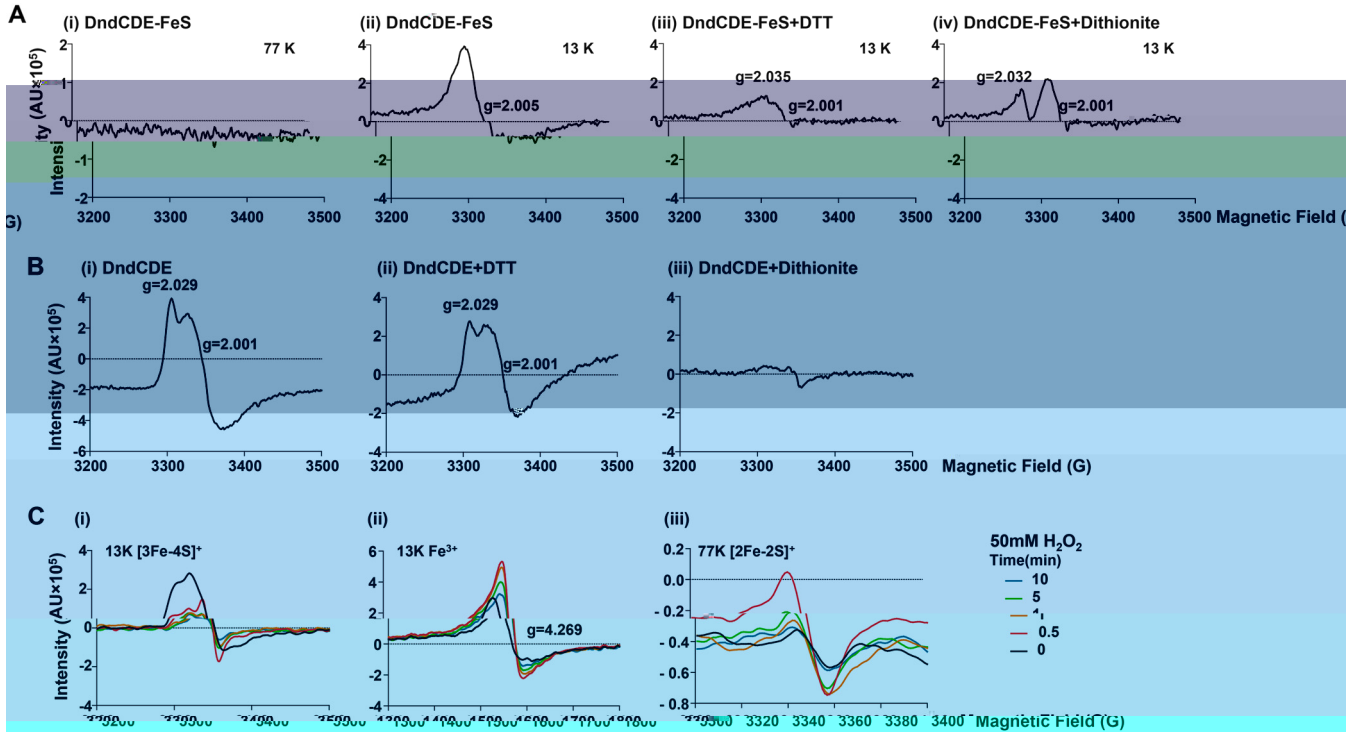 A
(i) DndCDE-FeS
(ii) DndCDE-FeS
(iii) DndCDE-FeS+DTT
(iv) DndCDE-FeS+Dithionite
77 K
13 K
13 K
13 K
g=2.005
g=2.035
g=2.001
g=2.032
g=2.001
2
1
0
-1
-2
4
2
0
-2
-4
4
2
0
-2
-4
4
2
0
-2
-4
3200 3300 3400 3500
3200 3300 3400 3500
3200 3300 3400 3500
3200 3300 3400 3500
Magnetic Field (
G)
B
(i) DndCDE
(ii) DndCDE+DTT
(iii) DndCDE+Dithionite
g=2.029
g=2.001
g=2.029
g=2.001
Intensity (AU×10⁵)
4
2
0
-2
-4
-6
4
2
0
-2
-4
4
2
0
-2
-4
3200 3300 3400 3500
3200 3300 3400 3500
3200 3300 3400 3500
Magnetic Field (G)
C
(i)
(ii)
(iii)
13K [3Fe-4S]⁺
13K Fe³⁺
77K [2Fe-2S]⁺
g=4.269
Intensity (AU×10⁵)
4
2
0
-2
-4
6
4
2
0
-2
-4
0.2
0.0
-0.4
-0.6
-0.8
50mM H₂O₂
Time(min)
10
5
0.5
0
3320 3340 3360 3380 3400
Magnetic Field (G)